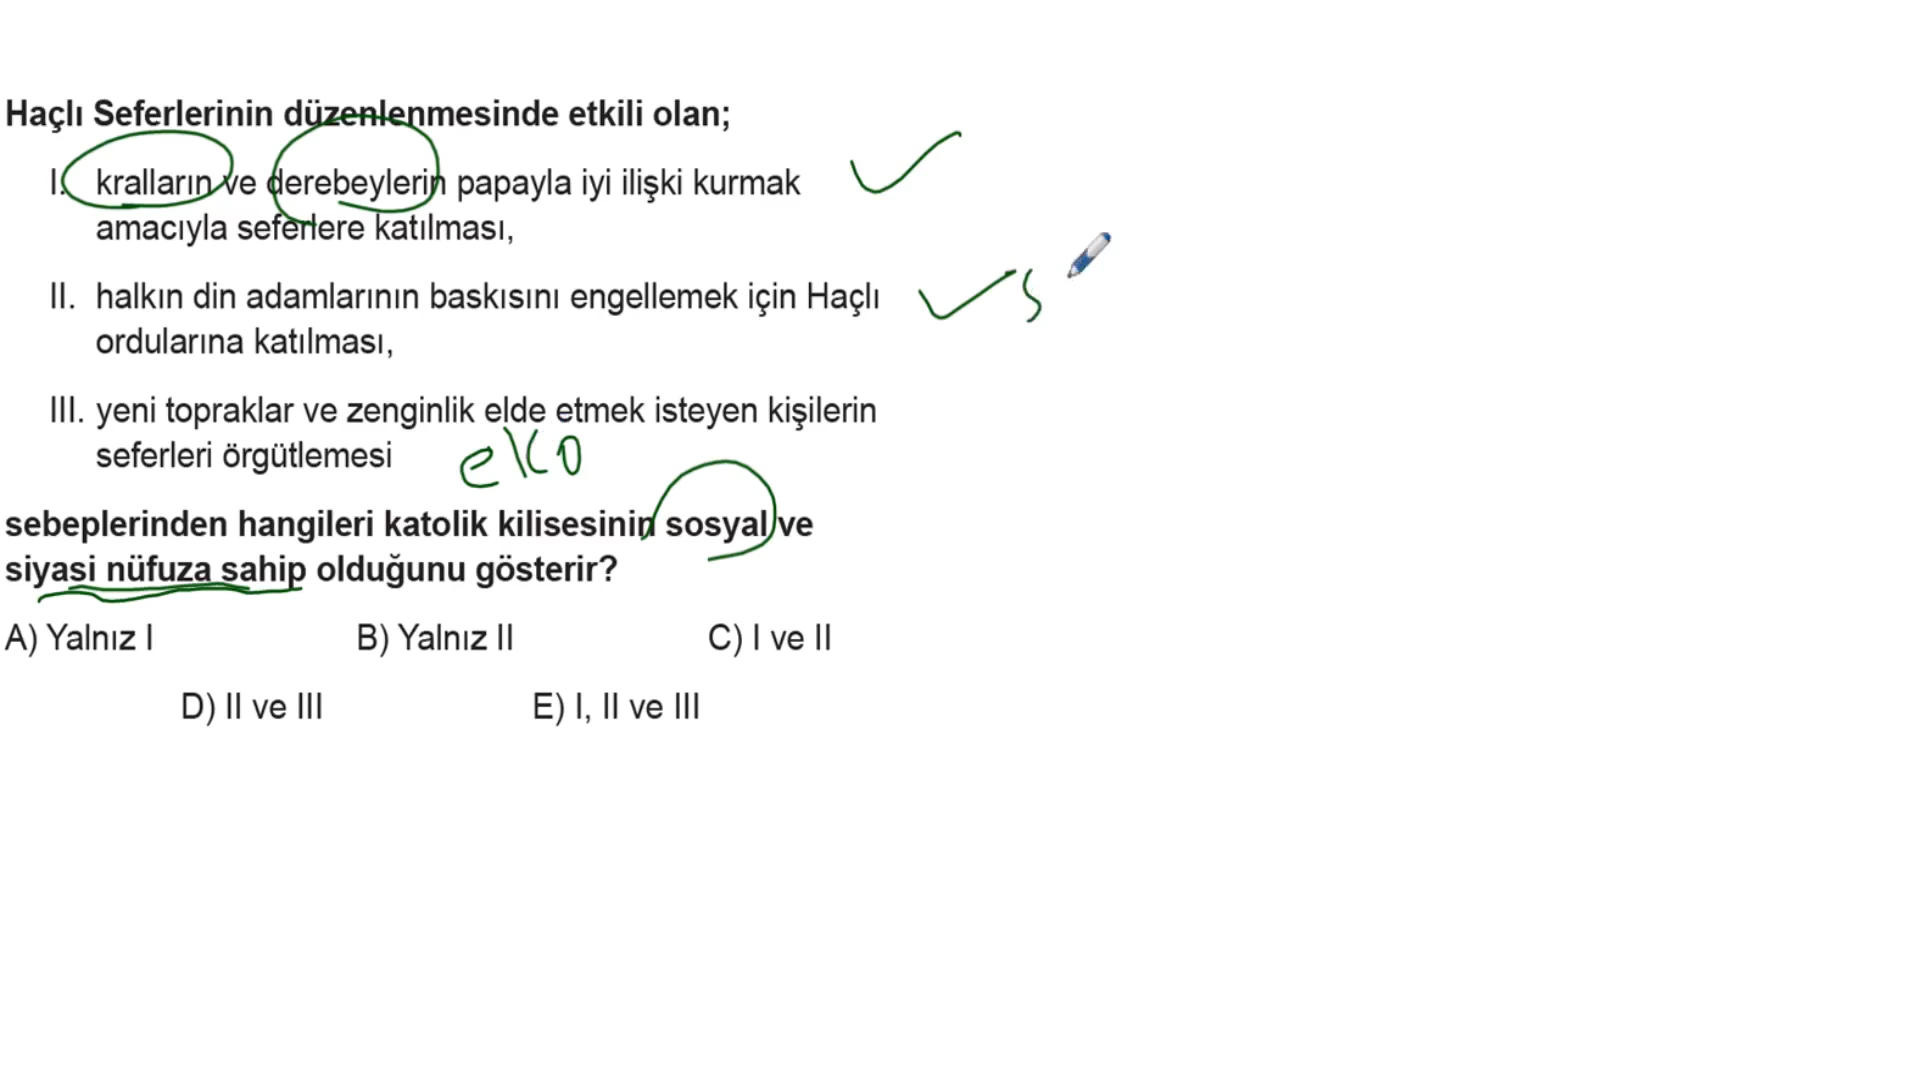 Haçlı Seferlerinin düzenlenmesinde etkili olan;
I. kralların ve derebeylerin papayla iyi ilişki kurmak
amacıyla seferlere katılması,
II. halkın din adamlarının baskısını engellemek için Haçlı
s
ordularına katılması,
III. yeni topraklar ve zenginlik elde etmek isteyen kişilerin
seferleri örgütlemesi
eko
sebeplerinden hangileri katolik kilisesinin sosyal ve
siyasi nüfuza sahip olduğunu gösterir?
A) Yalnız I B) Yalnız II C) I ve II
D) II ve III E) I, II ve III